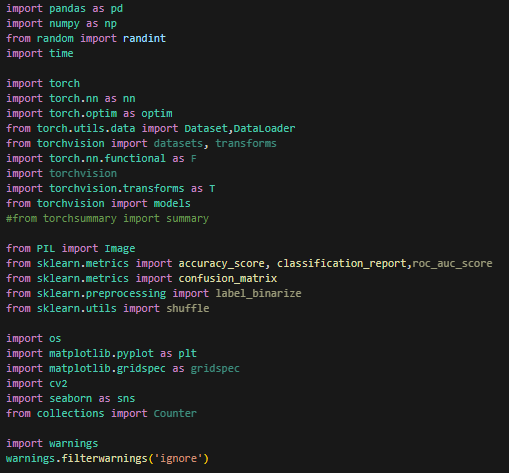 import pandas as pd
import numpy as np
from random import randint
import time
import torch
import torch.nn as nn
import torch.optim as optim
from torch.utils.data import Dataset,DataLoader
from torchvision import datasets, transforms
import torch.nn.functional as F
import torchvision
import torchvision.transforms as T
from torchvision import models
#from torchsummary import summary
from PIL import Image
from sklearn.metrics import accuracy_score, classification_report,roc_auc_score
from sklearn.metrics import confusion_matrix
from sklearn.preprocessing import label_binarize
from sklearn.utils import shuffle
import os
import matplotlib.pyplot as plt
import matplotlib.gridspec as gridspec
import cv2
import seaborn as sns
from collections import Counter
import warnings
warnings.filterwarnings('ignore')